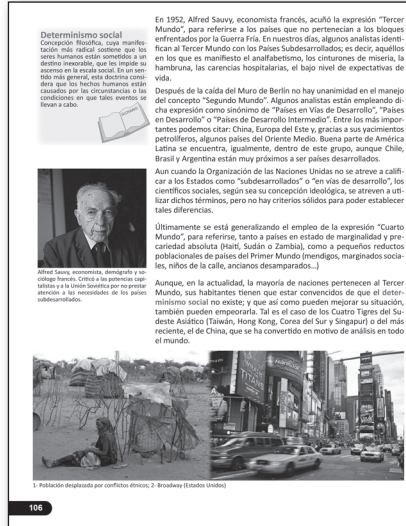 Determinismo social
Concepción filosófica, cuya manifes-
tación más radical sostiene que los
seres humanos están sometidos a un
destino inexorable, que les impide su
ascenso en la escala social. En un sen-
tido más general, esta doctrina consi-
dera que los hechos humanos están
causados por las circunstancias o las
condiciones en que tales eventos se
llevan a cabo.
Alfred Sauvy, economista, demógrafo y so-
ciólogo francés. Criticó a las potencias capi-
talistas y a la Unión Soviética por no prestar
atención a las necesidades de los países
subdesarrollados.
En 1952, Alfred Sauvy, economista francés, acuñó la expresión “Tercer
Mundo”, para referirse a los países que no pertenecían a los bloques
enfrentados por la Guerra Fría. En nuestros días, algunos analistas identi-
fican al Tercer Mundo con los Países Subdesarrollados; es decir, aquéllos
en los que es manifiesto el analfabetismo, los cinturones de miseria, la
hambruna, las carencias hospitalarias, el bajo nivel de expectativas de
vida.
Después de la caída del Muro de Berlín no hay unanimidad en el manejo
del concepto “Segundo Mundo”. Algunos analistas están empleando di-
cha expresión como sinónimo de “Países en Vías de Desarrollo”, “Países
en Desarrollo” o “Países de Desarrollo Intermedio”. Entre los más impor-
tantes podemos citar: China, Europa del Este y, gracias a sus yacimientos
petrolíferos, algunos países del Oriente Medio. Buena parte de América
Latina se encuentra, igualmente, dentro de este grupo, aunque Chile,
Brasil y Argentina están muy próximos a ser países desarrollados.
Aun cuando la Organización de las Naciones Unidas no se atreve a califi-
car a los Estados como “subdesarrollados” o “en vías de desarrollo”, los
científicos sociales, según sea su concepción ideológica, se atreven a uti-
lizar dichos términos, pero no hay criterios sólidos para poder establecer
tales diferencias.
Últimamente se está generalizando el empleo de la expresión “Cuarto
Mundo”, para referirse, tanto a países en estado de marginalidad y pre-
cariedad absoluta (Haití, Sudán o Zambia), como a pequeños reductos
poblacionales de países del Primer Mundo (mendigos, marginados socia-
les, niños de la calle, ancianos desamparados...)
Aunque, en la actualidad, la mayoría de naciones pertenecen al Tercer
Mundo, sus habitantes tienen que estar convencidos de que el deter-
minismo social no existe; y que así como pueden mejorar su situación,
también pueden empeorarla. Tal es el caso de los Cuatro Tigres del Su-
deste Asiático (Taiwán, Hong Kong, Corea del Sur y Singapur) o del más
reciente, el de China, que se ha convertido en motivo de análisis en todo
el mundo.
1- Población desplazada por conflictos étnicos; 2- Broadway (Estados Unidos)
106